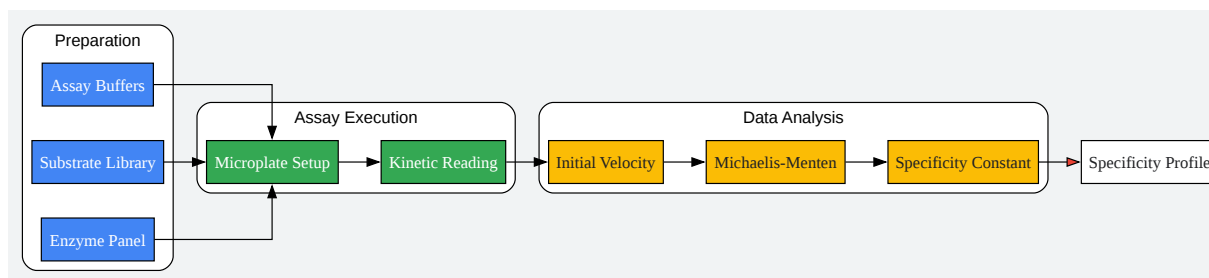 Preparation
Assay Buffers
Substrate Library
Enzyme Panel
Assay Execution
Microplate Setup
Kinetic Reading
Data Analysis
Initial Velocity
Michaelis-Menten
Specificity Constant
Specificity Profile